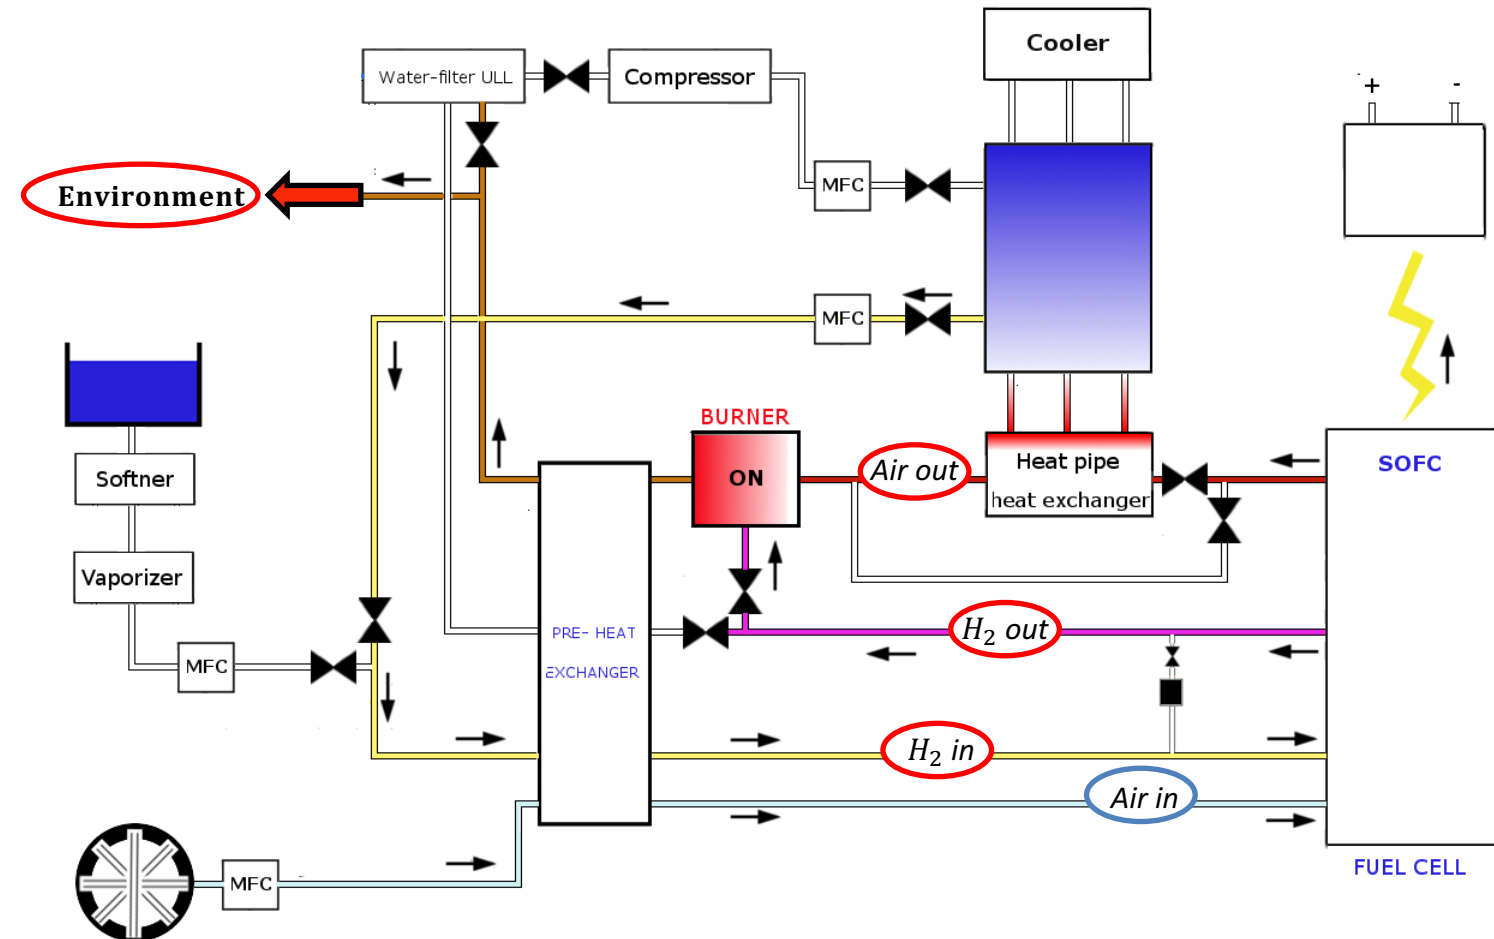 Cooler
Water-filter ULL
Compressor
+ -
MFC
Environment
MFC
BURNER
ON
Air out
Heat pipe
heat exchanger
SOFC
Softner
Vaporizer
MFC
PRE- HEAT
EXCHANGER
H₂ out
H₂ in
Air in
MFC
FUEL CELL